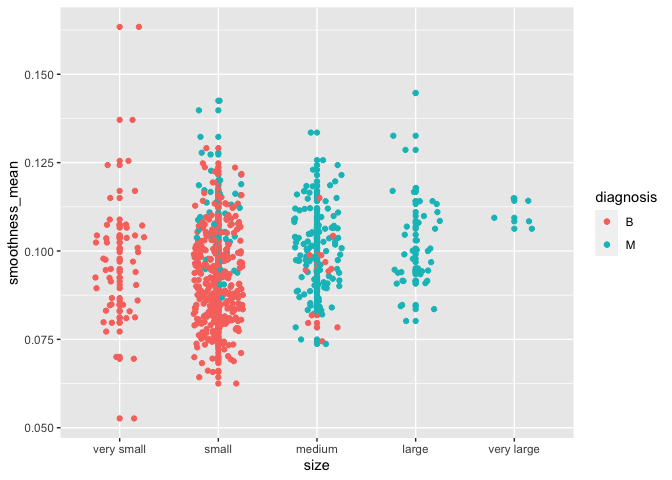 0.150
0.125
0.100
0.075
0.050
smoothness_mean
very small
small
medium
large
very large
size
diagnosis
B
M